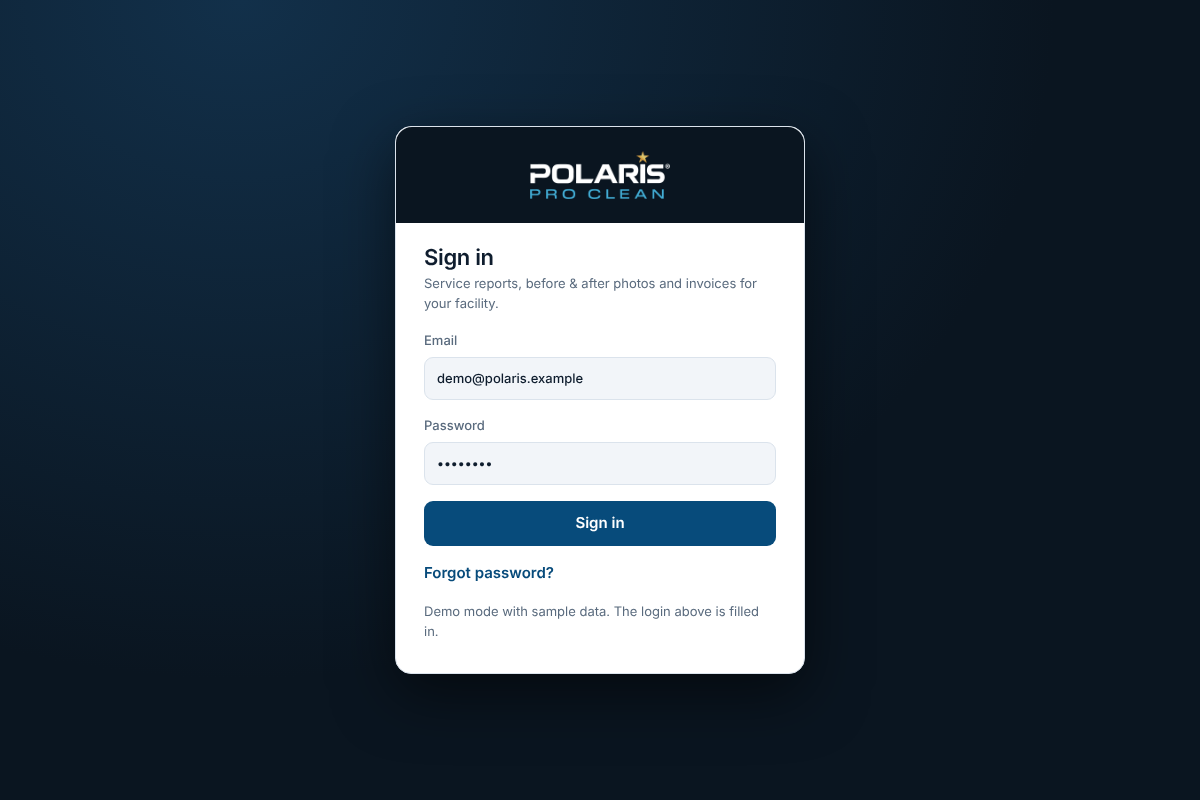 POLARIS®
PRO CLEAN
Sign in
Service reports, before & after photos and invoices for
your facility.
Email
demo@polaris.example
Password
••••••••
Sign in
Forgot password?
Demo mode with sample data. The login above is filled
in.